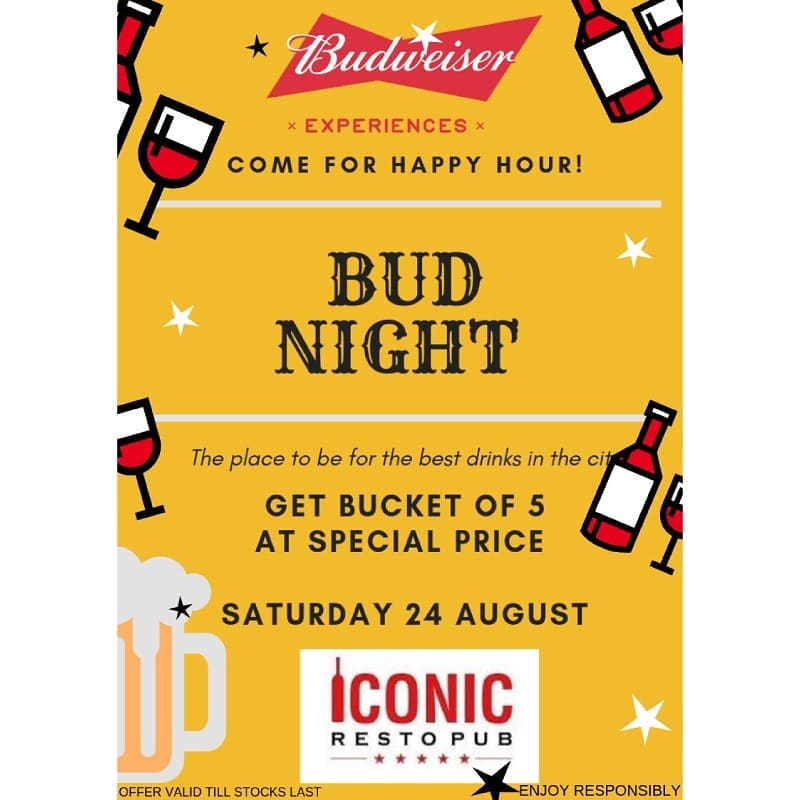 Budweiser
× EXPERIENCES ×
COME FOR HAPPY HOUR!
BUD
NIGHT
The place to be for the best drinks in the cit
GET BUCKET OF 5
AT SPECIAL PRICE
SATURDAY 24 AUGUST
ICONIC
RESTO PUB
OFFER VALID TILL STOCKS LAST
ENJOY RESPONSIBLY